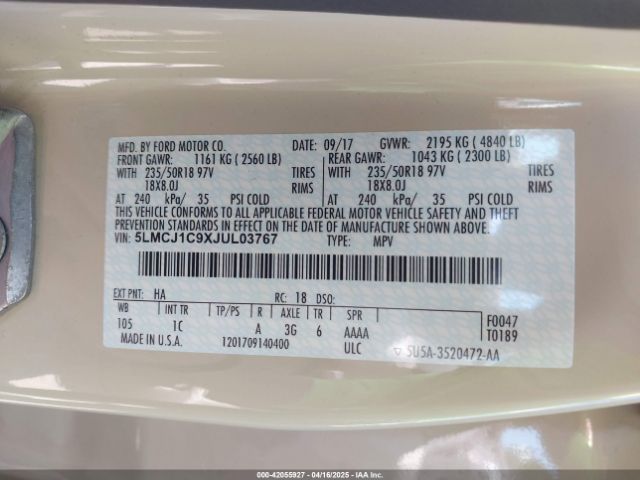 MFD. BY FORD MOTOR CO. DATE: 09/17 GVWR: 2195 KG ( 4840 LB)
FRONT GAWR: 1161 KG ( 2560 LB) REAR GAWR: 1043 KG ( 2300 LB)
WITH 235/50R18 97V TIRES WITH 235/50R18 97V TIRES
18X8.0J RIMS 18X8.0J RIMS
AT 240 kPa/ 35 PSI COLD AT 240 kPa/ 35 PSI COLD
THIS VEHICLE CONFORMS TO ALL APPLICABLE FEDERAL MOTOR VEHICLE SAFETY AND THEFT
PREVENTION STANDARDS IN EFFECT ON THE DATE OF MANUFACTURE SHOWN ABOVE.
VIN: 5LMCJ1C9XJUL03767 TYPE: MPV
EXT PNT: HA RC: 18 DSO:
WB INT TR TP/PS R AXLE TR SPR F0047
105 1C A 3G 6 AAAA T0189
MADE IN U.S.A. 1201709140400 ULC 5U5A-3520472-AA
000-42055927 - 04/16/2025 - IAA Inc.